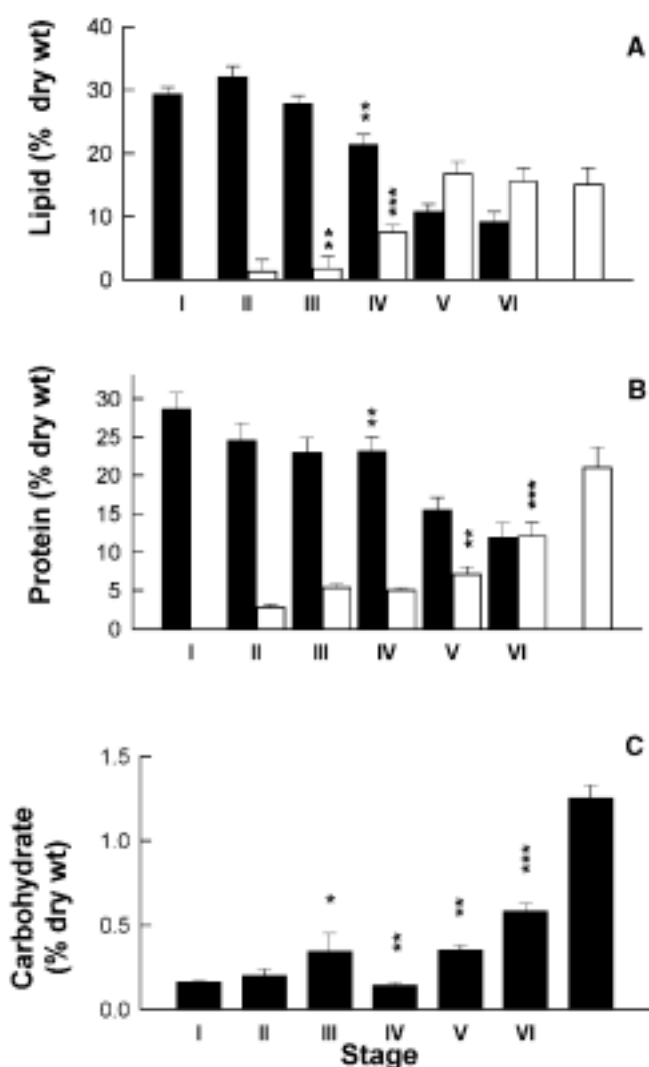 A
Lipid (% dry wt)
40
30
20
10
0
**
**
***
I II III IV V VI
B
Protein (% dry wt)
30
25
20
15
10
5
0
**
**
***
I II III IV V VI
C
Carbohydrate
(% dry wt)
1.5
1.0
0.5
0.0
*
**
**
***
I II III IV V VI
Stage